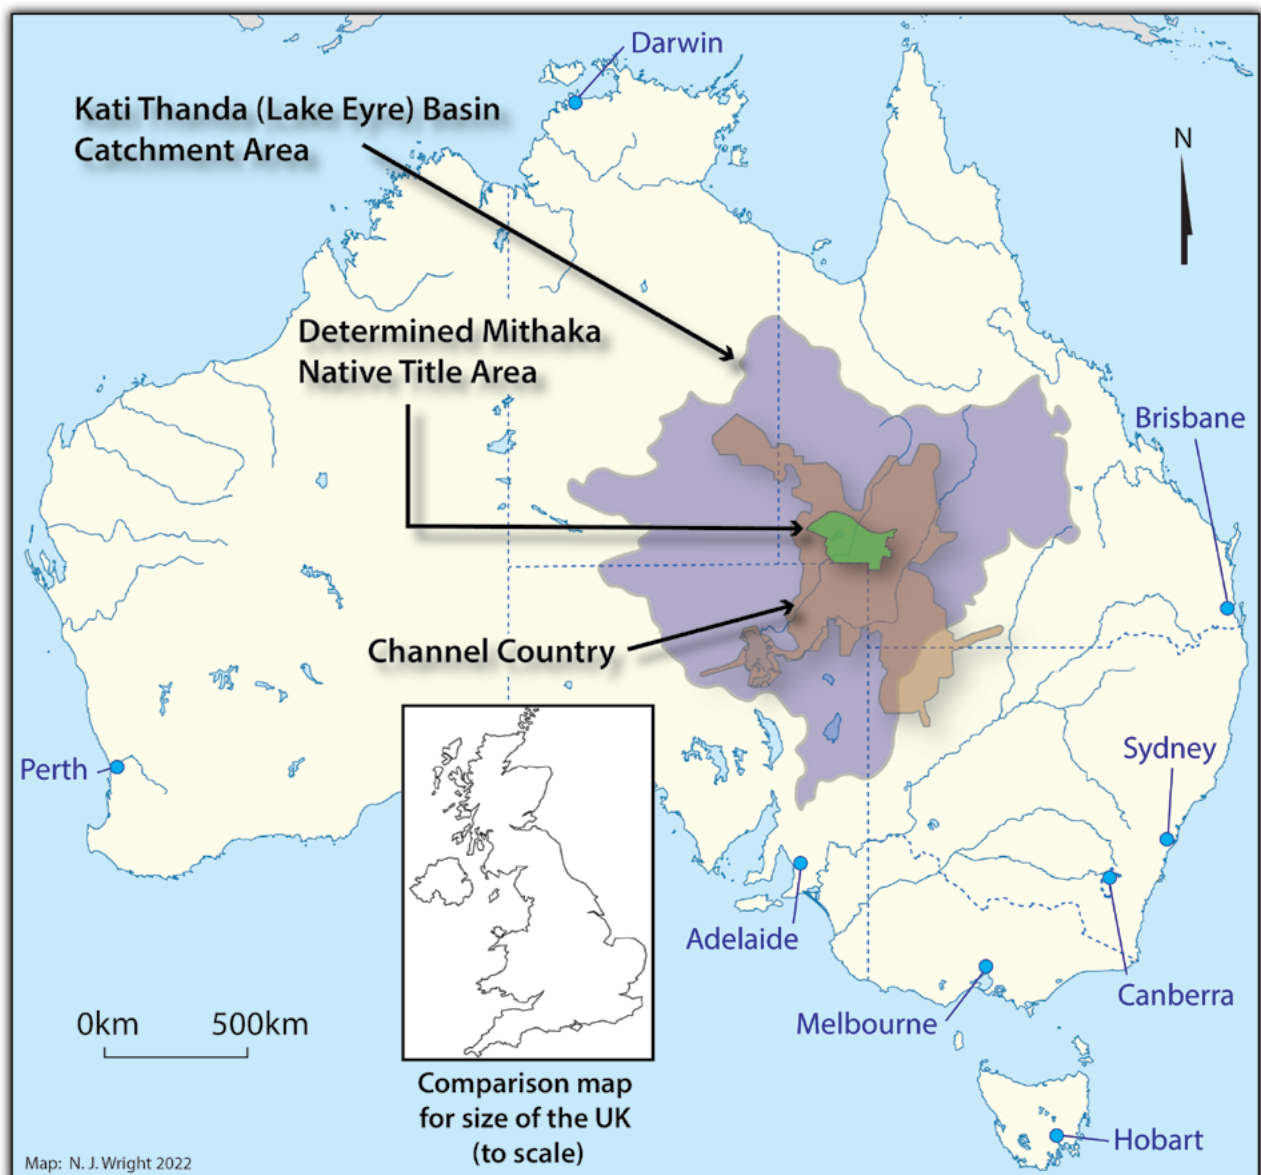 Darwin
Kati Thanda (Lake Eyre) Basin
Catchment Area
N
Determined Mithaka
Native Title Area
Brisbane
Channel Country
Sydney
Perth
Adelaide
Canberra
Melbourne
0km 500km
Comparison map
for size of the UK
(to scale)
Hobart
Map: N. J. Wright 2022